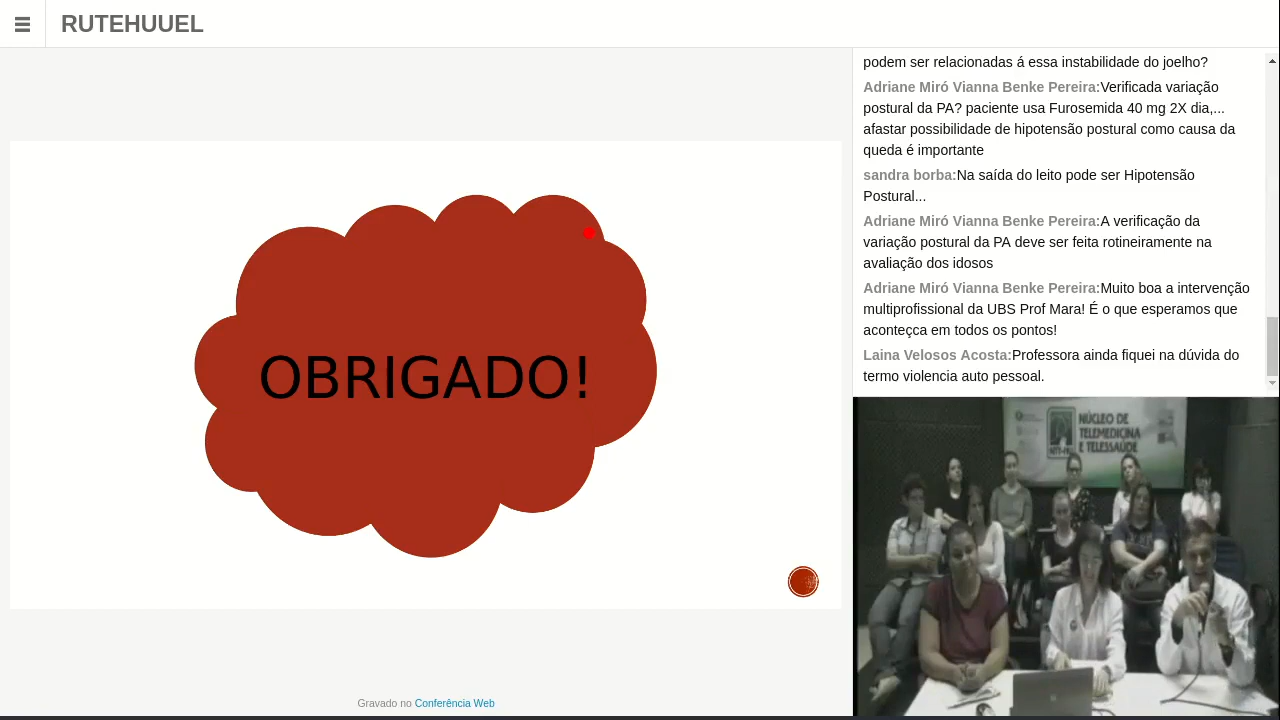 RUTEHUUEL
OBRIGADO!
Gravado no Conferência Web
podem ser relacionadas á essa instabilidade do joelho?
Adriane Miró Vianna Benke Pereira:Verificada variação
postural da PA? paciente usa Furosemida 40 mg 2X dia,...
afastar possibilidade de hipotensão postural como causa da
queda é importante
sandra borba:Na saída do leito pode ser Hipotensão
Postural...
Adriane Miró Vianna Benke Pereira:A verificação da
variação postural da PA deve ser feita rotineiramente na
avaliação dos idosos
Adriane Miró Vianna Benke Pereira:Muito boa a intervenção
multiprofissional da UBS Prof Mara! É o que esperamos que
aconteçca em todos os pontos!
Laina Velosos Acosta:Professora ainda fiquei na dúvida do
termo violencia auto pessoal.
NÚCLEO DE
TELEMEDICINA
E TELESSAÚDE